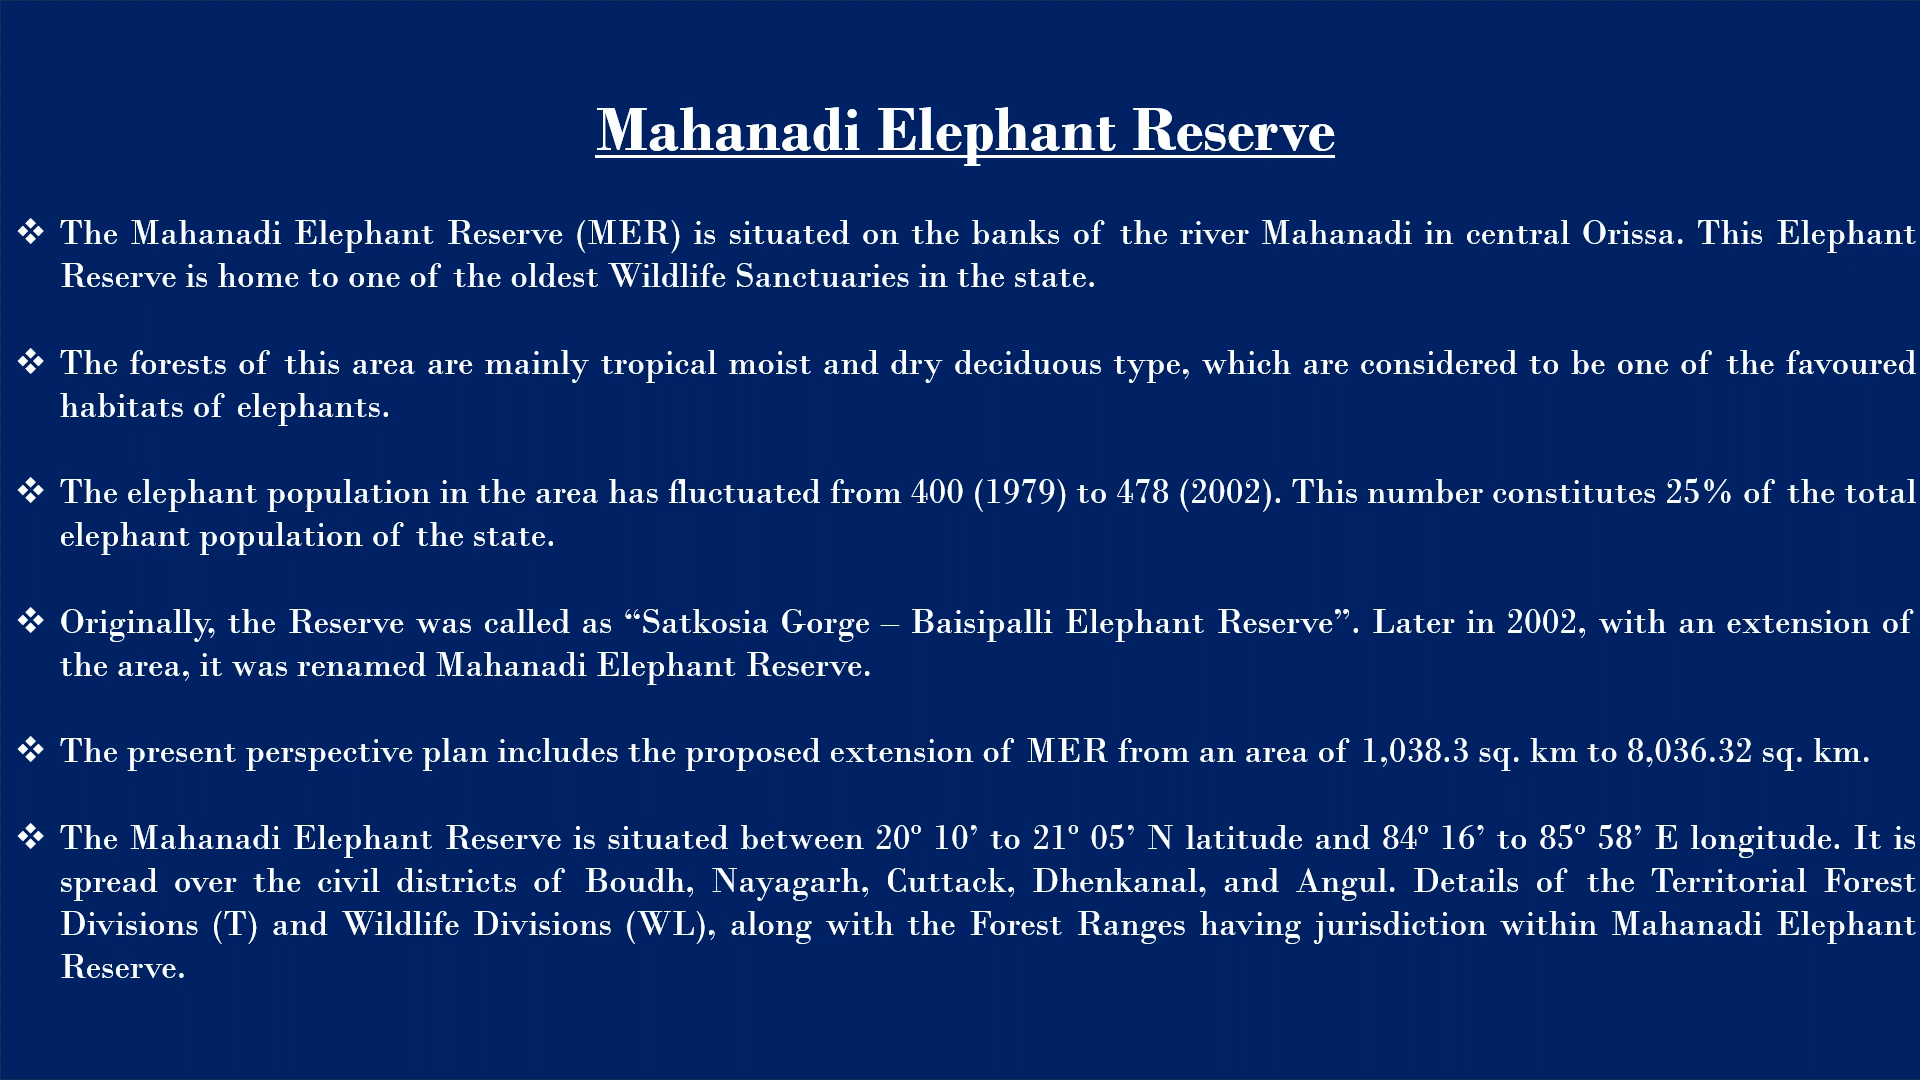 Mahanadi Elephant Reserve
❖ The Mahanadi Elephant Reserve (MER) is situated on the banks of the river Mahanadi in central Orissa. This Elephant
Reserve is home to one of the oldest Wildlife Sanctuaries in the state.
❖ The forests of this area are mainly tropical moist and dry deciduous type, which are considered to be one of the favoured
habitats of elephants.
❖ The elephant population in the area has fluctuated from 400 (1979) to 478 (2002). This number constitutes 25% of the total
elephant population of the state.
❖ Originally, the Reserve was called as “Satkosia Gorge – Baisipalli Elephant Reserve”. Later in 2002, with an extension of
the area, it was renamed Mahanadi Elephant Reserve.
❖ The present perspective plan includes the proposed extension of MER from an area of 1,038.3 sq. km to 8,036.32 sq. km.
❖ The Mahanadi Elephant Reserve is situated between 20º 10’ to 21º 05’ N latitude and 84º 16’ to 85º 58’ E longitude. It is
spread over the civil districts of Boudh, Nayagarh, Cuttack, Dhenkanal, and Angul. Details of the Territorial Forest
Divisions (T) and Wildlife Divisions (WL), along with the Forest Ranges having jurisdiction within Mahanadi Elephant
Reserve.